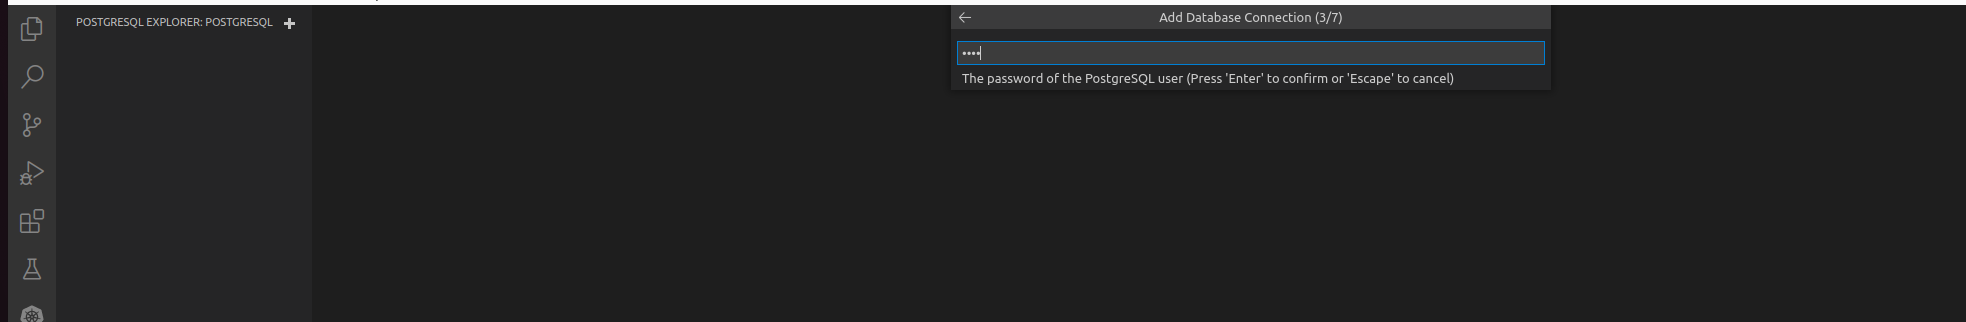 POSTGRESQL EXPLORER: POSTGRESQL
Add Database Connection (3/7)
••••
The password of the PostgreSQL user (Press 'Enter' to confirm or 'Escape' to cancel)